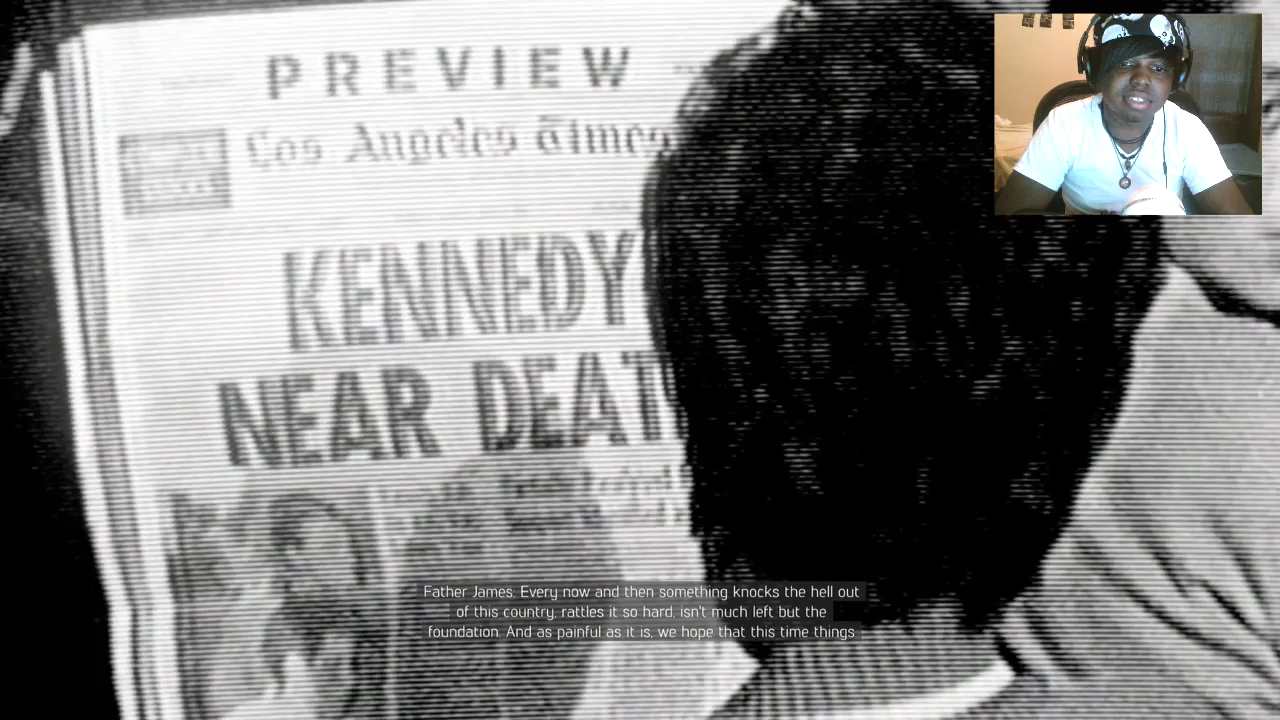 PREVIEW
Los Angeles Times
KENNEDY
NEAR DEAT
Father James: Every now and then something knocks the hell out
of this country, rattles it so hard, isn't much left but the
foundation. And as painful as it is, we hope that this time things